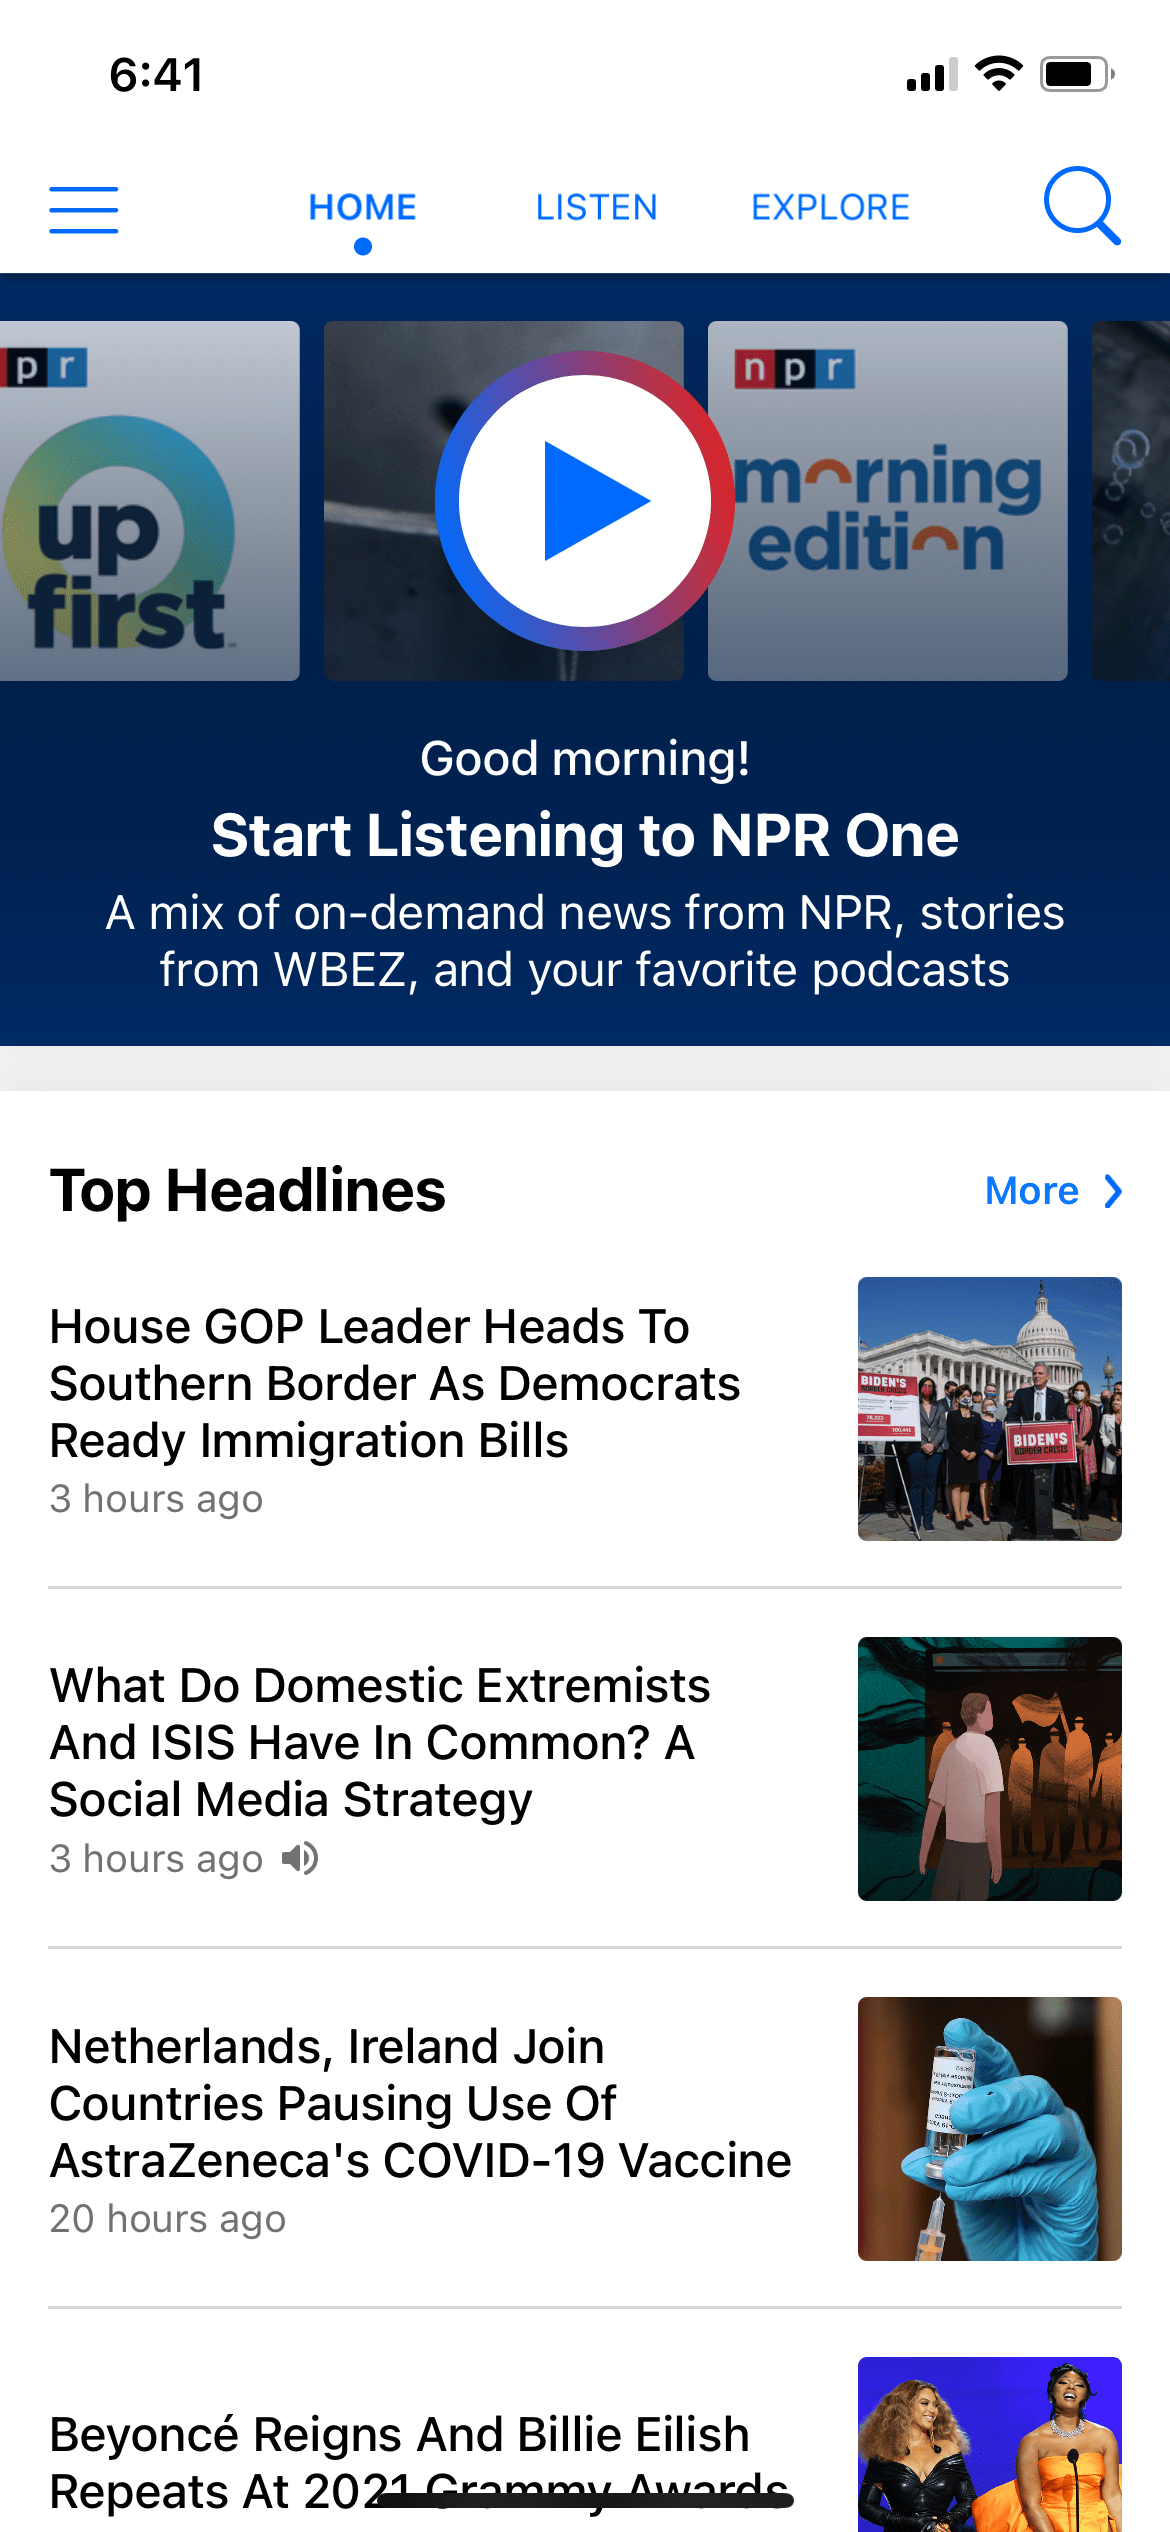 6:41
HOME
LISTEN
EXPLORE
pr
up
first
npr
morning
edition
Good morning!
Start Listening to NPR One
A mix of on-demand news from NPR, stories
from WBEZ, and your favorite podcasts
Top Headlines
More
House GOP Leader Heads To
Southern Border As Democrats
Ready Immigration Bills
3 hours ago
BIDEN'S
BORDER CRISIS
78,323
100,441
BIDEN'S
BORDER CRISIS
What Do Domestic Extremists
And ISIS Have In Common? A
Social Media Strategy
3 hours ago
Netherlands, Ireland Join
Countries Pausing Use Of
AstraZeneca's COVID-19 Vaccine
20 hours ago
Beyoncé Reigns And Billie Eilish
Repeats At 2021 Grammy Awards